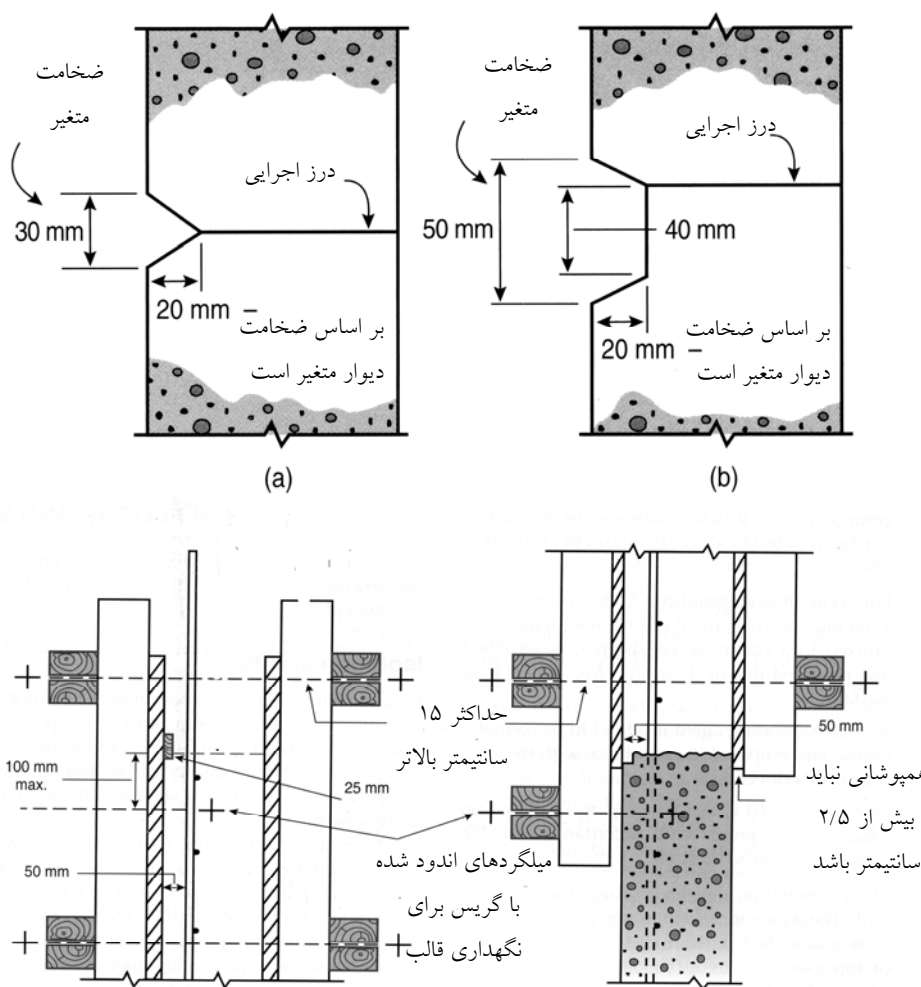 ضخامت
متغیر
درز اجرایی
30 mm
20 mm –
بر اساس ضخامت
دیوار متغیر است
(a)
ضخامت
متغیر
درز اجرایی
50 mm
40 mm
20 mm –
بر اساس ضخامت
دیوار متغیر است
(b)
حداکثر ۱۵
سانتیمتر بالاتر
100 mm
max.
25 mm
50 mm
میلگردهای اندود شده
با گریس برای
نگهداری قالب
50 mm
همپوشانی نباید
بیش از ۲/۵
سانتیمتر باشد